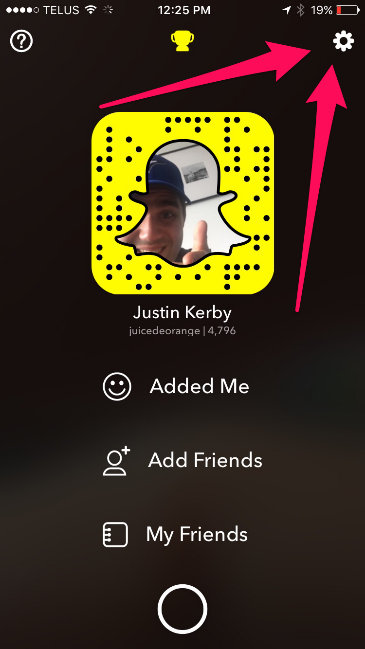 TELUS 12:25 PM 19%
Justin Kerby
juicedeorange | 4,796
Added Me
Add Friends
My Friends